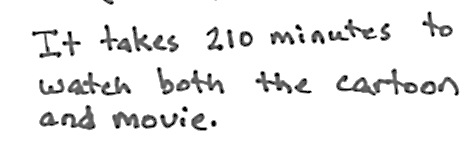 It takes 210 minutes to
watch both the cartoon
and movie.